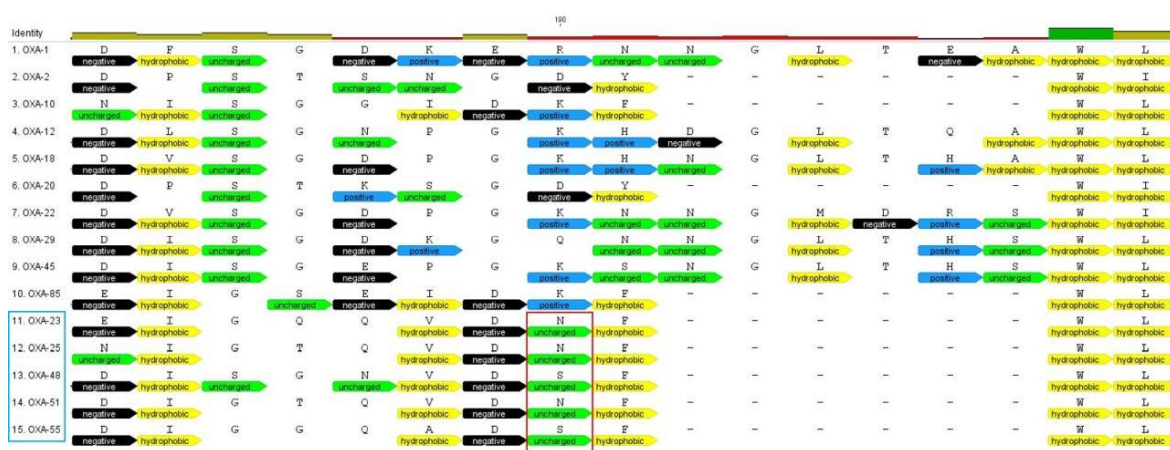 190
Identity
1. OXA-1 D F S G D K E R N N G L T E A W L
negative hydrophobic uncharged negative positive negative positive uncharged uncharged hydrophobic negative hydrophobic hydrophobic hydrophobic
2. OXA-2 D P S T S N G D Y - - - - - - W I
negative uncharged uncharged uncharged negative hydrophobic hydrophobic hydrophobic
3. OXA-10 N I S G G I D K F - - - - - - W L
uncharged hydrophobic uncharged hydrophobic negative positive hydrophobic hydrophobic hydrophobic
4. OXA-12 D L S G N P G K H D G L T Q A W L
negative hydrophobic uncharged uncharged positive positive negative hydrophobic hydrophobic hydrophobic hydrophobic
5. OXA-18 D V S G D P G K H N G L T H A W L
negative hydrophobic uncharged negative positive positive uncharged hydrophobic positive hydrophobic hydrophobic hydrophobic
6. OXA-20 D P S T K S G D Y - - - - - - W I
negative uncharged positive uncharged negative hydrophobic hydrophobic hydrophobic
7. OXA-22 D V S G D P G K N N G M D R S W I
negative hydrophobic uncharged negative positive uncharged uncharged hydrophobic negative positive uncharged hydrophobic hydrophobic
8. OXA-29 D I S G D K G Q N N G L T H S W L
negative hydrophobic uncharged negative positive uncharged uncharged hydrophobic positive uncharged hydrophobic hydrophobic
9. OXA-45 D I S G E P G K S N G L T H S W L
negative hydrophobic uncharged negative positive uncharged uncharged hydrophobic positive uncharged hydrophobic hydrophobic
10. OXA-85 E I G S E I D K F - - - - - - W L
negative hydrophobic uncharged negative hydrophobic negative positive hydrophobic hydrophobic hydrophobic
11. OXA-23 E I G Q Q V D N F - - - - - - W L
negative hydrophobic hydrophobic negative uncharged hydrophobic hydrophobic hydrophobic
12. OXA-25 N I G T Q V D N F - - - - - - W L
uncharged hydrophobic hydrophobic negative uncharged hydrophobic hydrophobic hydrophobic
13. OXA-48 D I S G N V D S F - - - - - - W L
negative hydrophobic uncharged uncharged hydrophobic negative uncharged hydrophobic hydrophobic hydrophobic
14. OXA-51 D I G T Q V D N F - - - - - - W L
negative hydrophobic hydrophobic negative uncharged hydrophobic hydrophobic hydrophobic
15. OXA-55 D I G G Q A D S F - - - - - - W L
negative hydrophobic hydrophobic negative uncharged hydrophobic hydrophobic hydrophobic